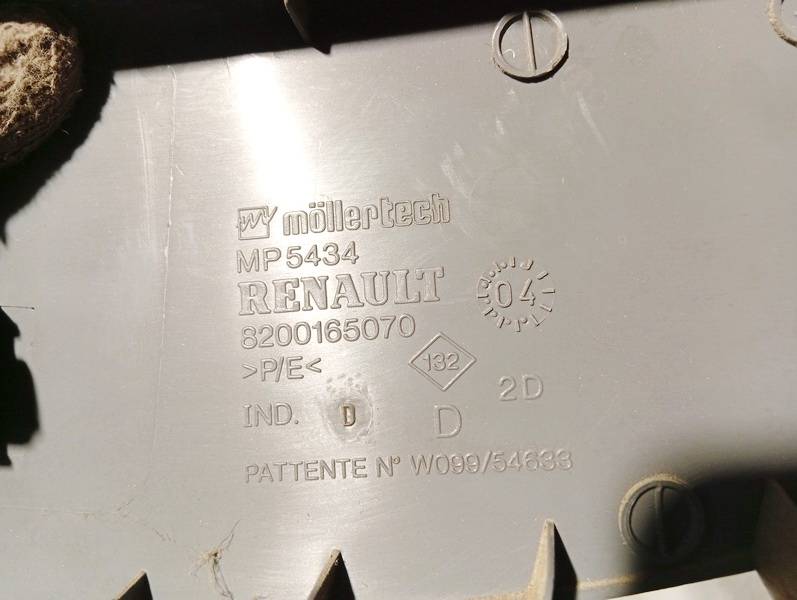 möllertech
MP5434
RENAULT
04
8200165070
>P/E<
132
IND. D D 2D
PATTENTE N° W099/54633